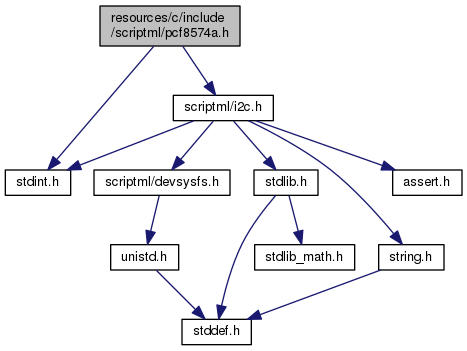 resources/c/include
/scriptml/pcf8574a.h
scriptml/i2c.h
stdint.h
scriptml/devsysfs.h
stdlib.h
assert.h
unistd.h
stdlib_math.h
string.h
stddef.h